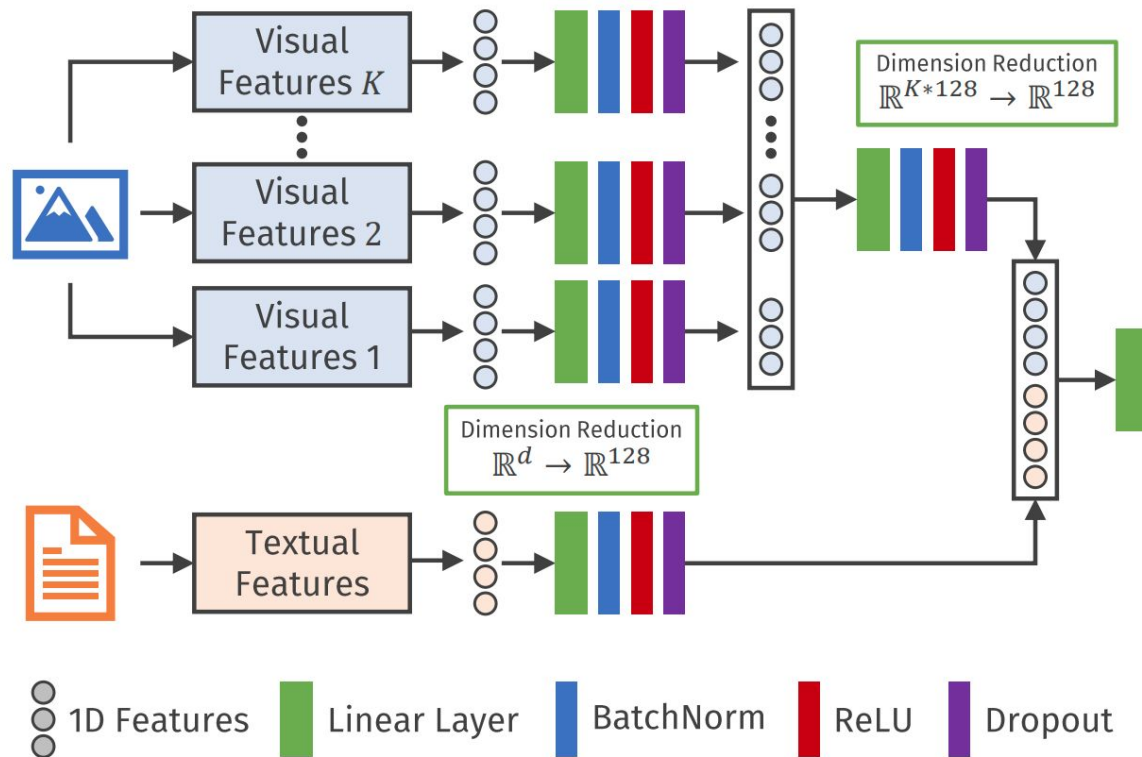 Visual
Features K
Dimension Reduction
ℝ^{K*128} → ℝ^{128}
Visual
Features 2
Visual
Features 1
Dimension Reduction
ℝ^d → ℝ^{128}
Textual
Features
1D Features
Linear Layer
BatchNorm
ReLU
Dropout